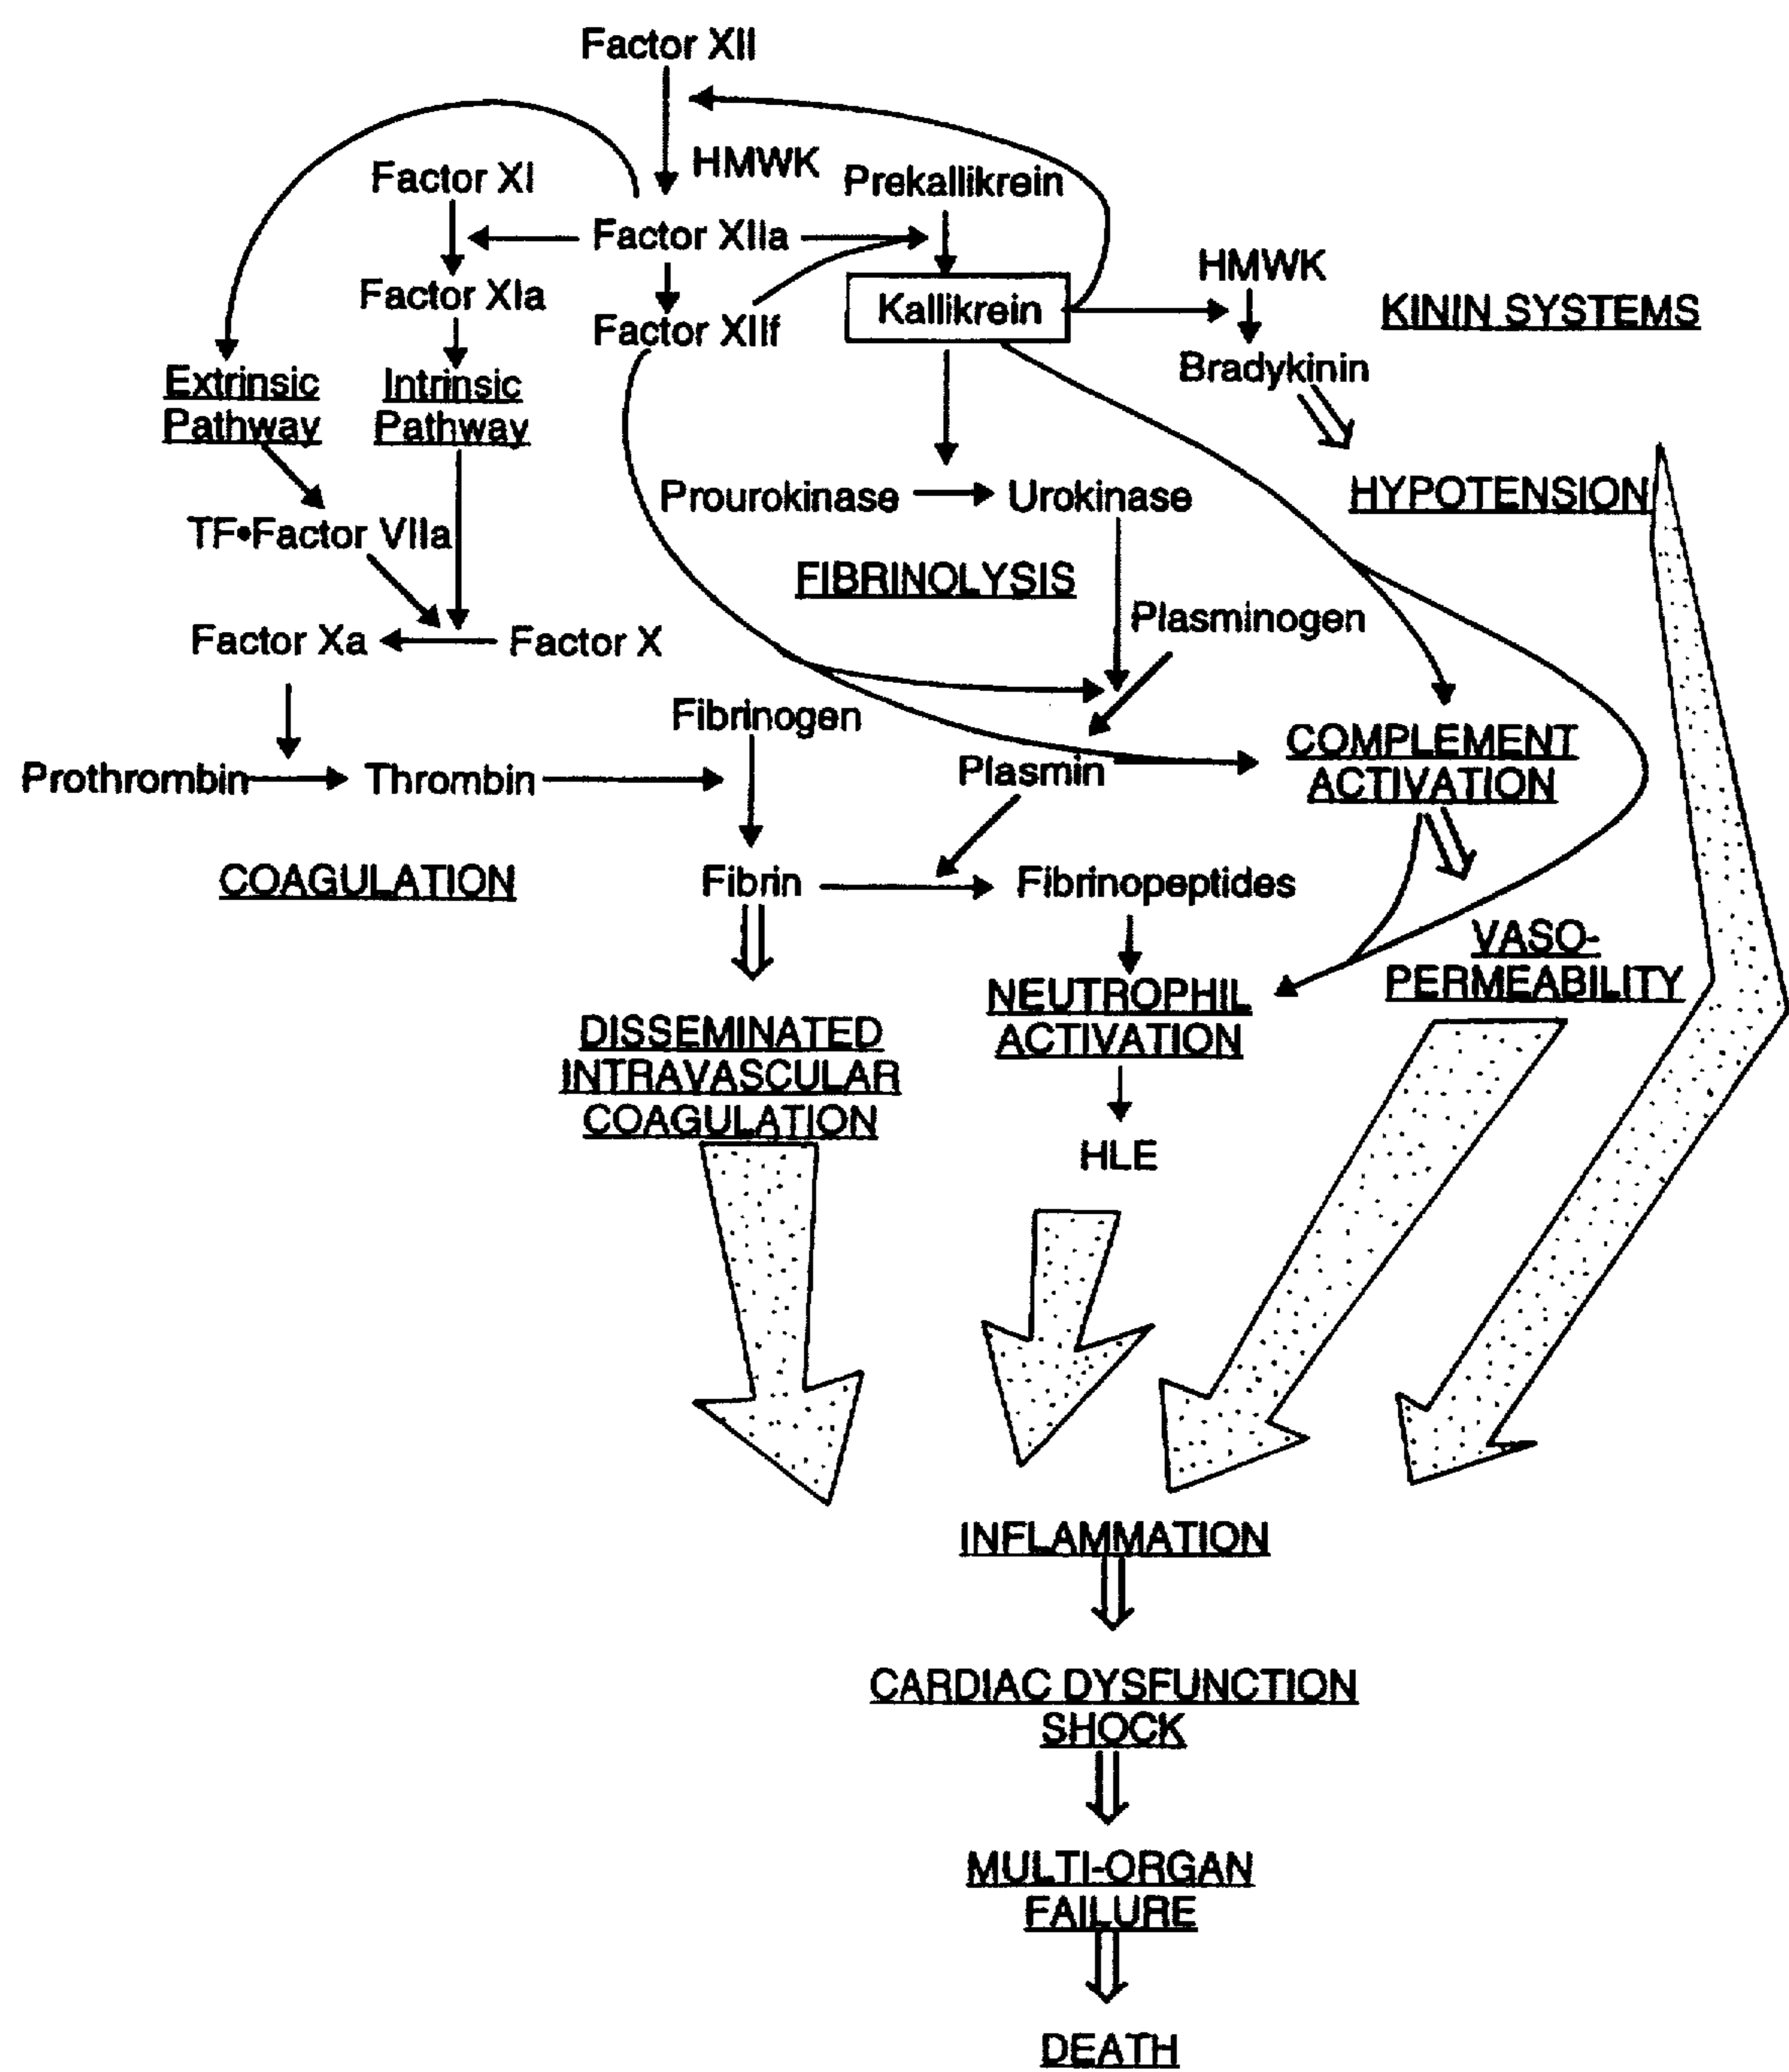 Factor XII
HMWK
Factor XI
Prekallikrein
Factor XIIa
HMWK
Factor XIa
Kallikrein
KININ SYSTEMS
Factor XIIf
Bradykinin
Extrinsic
Pathway
Intrinsic
Pathway
Prourokinase
Urokinase
HYPOTENSION
TF•Factor VIIa
FIBRINOLYSIS
Plasminogen
Factor Xa
Factor X
Fibrinogen
COMPLEMENT
ACTIVATION
Prothrombin
Thrombin
Plasmin
COAGULATION
Fibrin
Fibrinopeptides
VASO-
PERMEABILITY
NEUTROPHIL
ACTIVATION
DISSEMINATED
INTRAVASCULAR
COAGULATION
HLE
INFLAMMATION
CARDIAC DYSFUNCTION
SHOCK
MULTI-ORGAN
FAILURE
DEATH